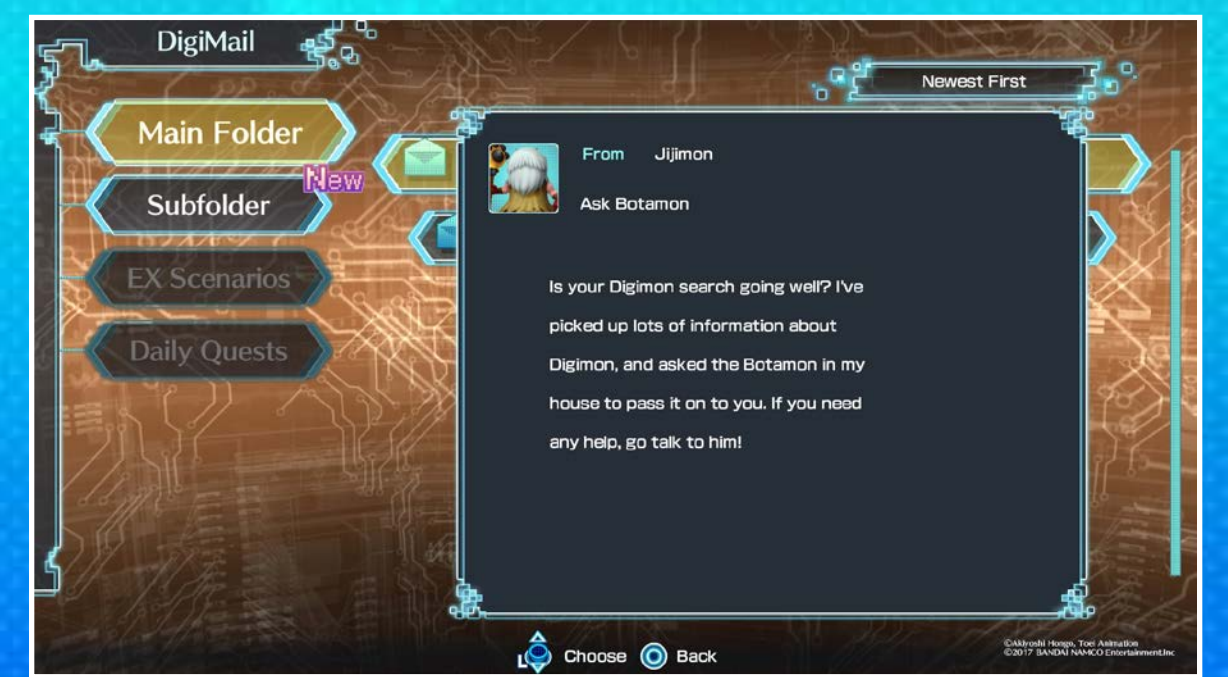 DigiMail
Newest First
Main Folder
New
Subfolder
EX Scenarios
Daily Quests
From Jijimon
Ask Botamon
Is your Digimon search going well? I've
picked up lots of information about
Digimon, and asked the Botamon in my
house to pass it on to you. If you need
any help, go talk to him!
L Choose Back
©Akiyoshi Hongo, Toei Animation
©2017 BANDAI NAMCO Entertainment.Inc